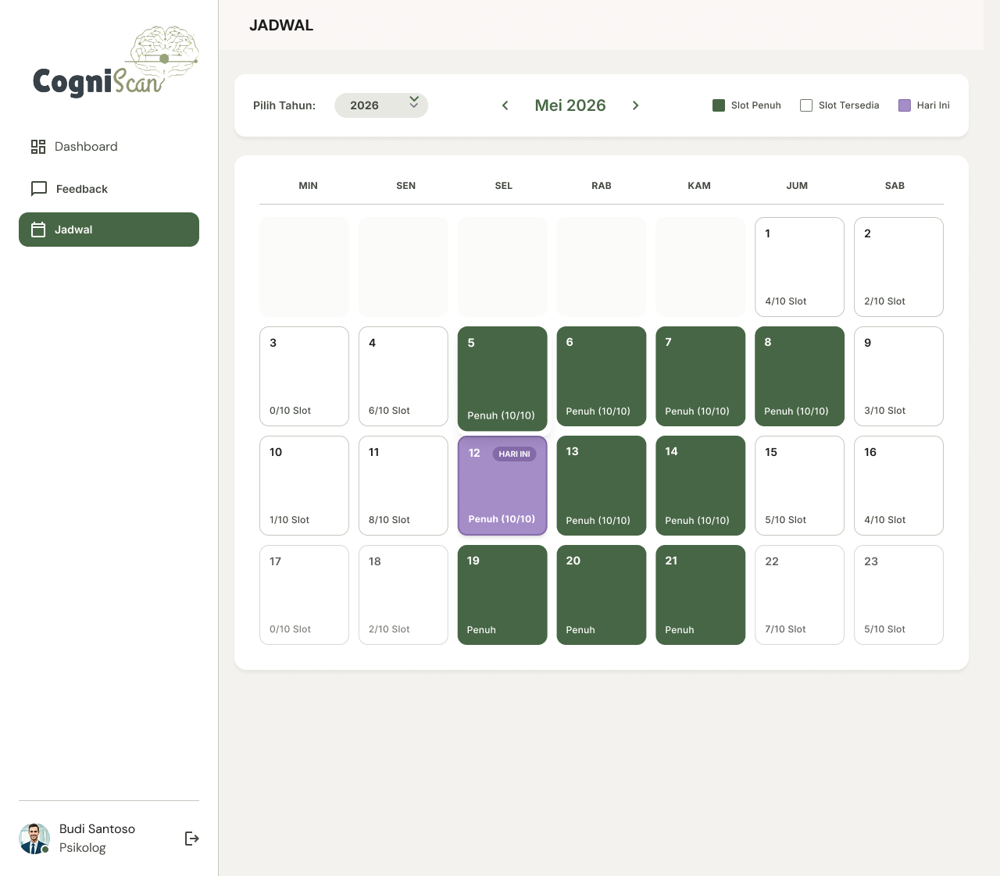 CogniScan
Dashboard
Feedback
Jadwal
Budi Santoso
Psikolog
JADWAL
Pilih Tahun:
2026
Mei 2026
Slot Penuh
Slot Tersedia
Hari Ini
MIN SEN SEL RAB KAM JUM SAB
1 2
4/10 Slot 2/10 Slot
3 4 5 6 7 8 9
0/10 Slot 6/10 Slot Penuh (10/10) Penuh (10/10) Penuh (10/10) Penuh (10/10) 3/10 Slot
10 11 12 HARI INI 13 14 15 16
1/10 Slot 8/10 Slot Penuh (10/10) Penuh (10/10) Penuh (10/10) 5/10 Slot 4/10 Slot
17 18 19 20 21 22 23
0/10 Slot 2/10 Slot Penuh Penuh Penuh 7/10 Slot 5/10 Slot